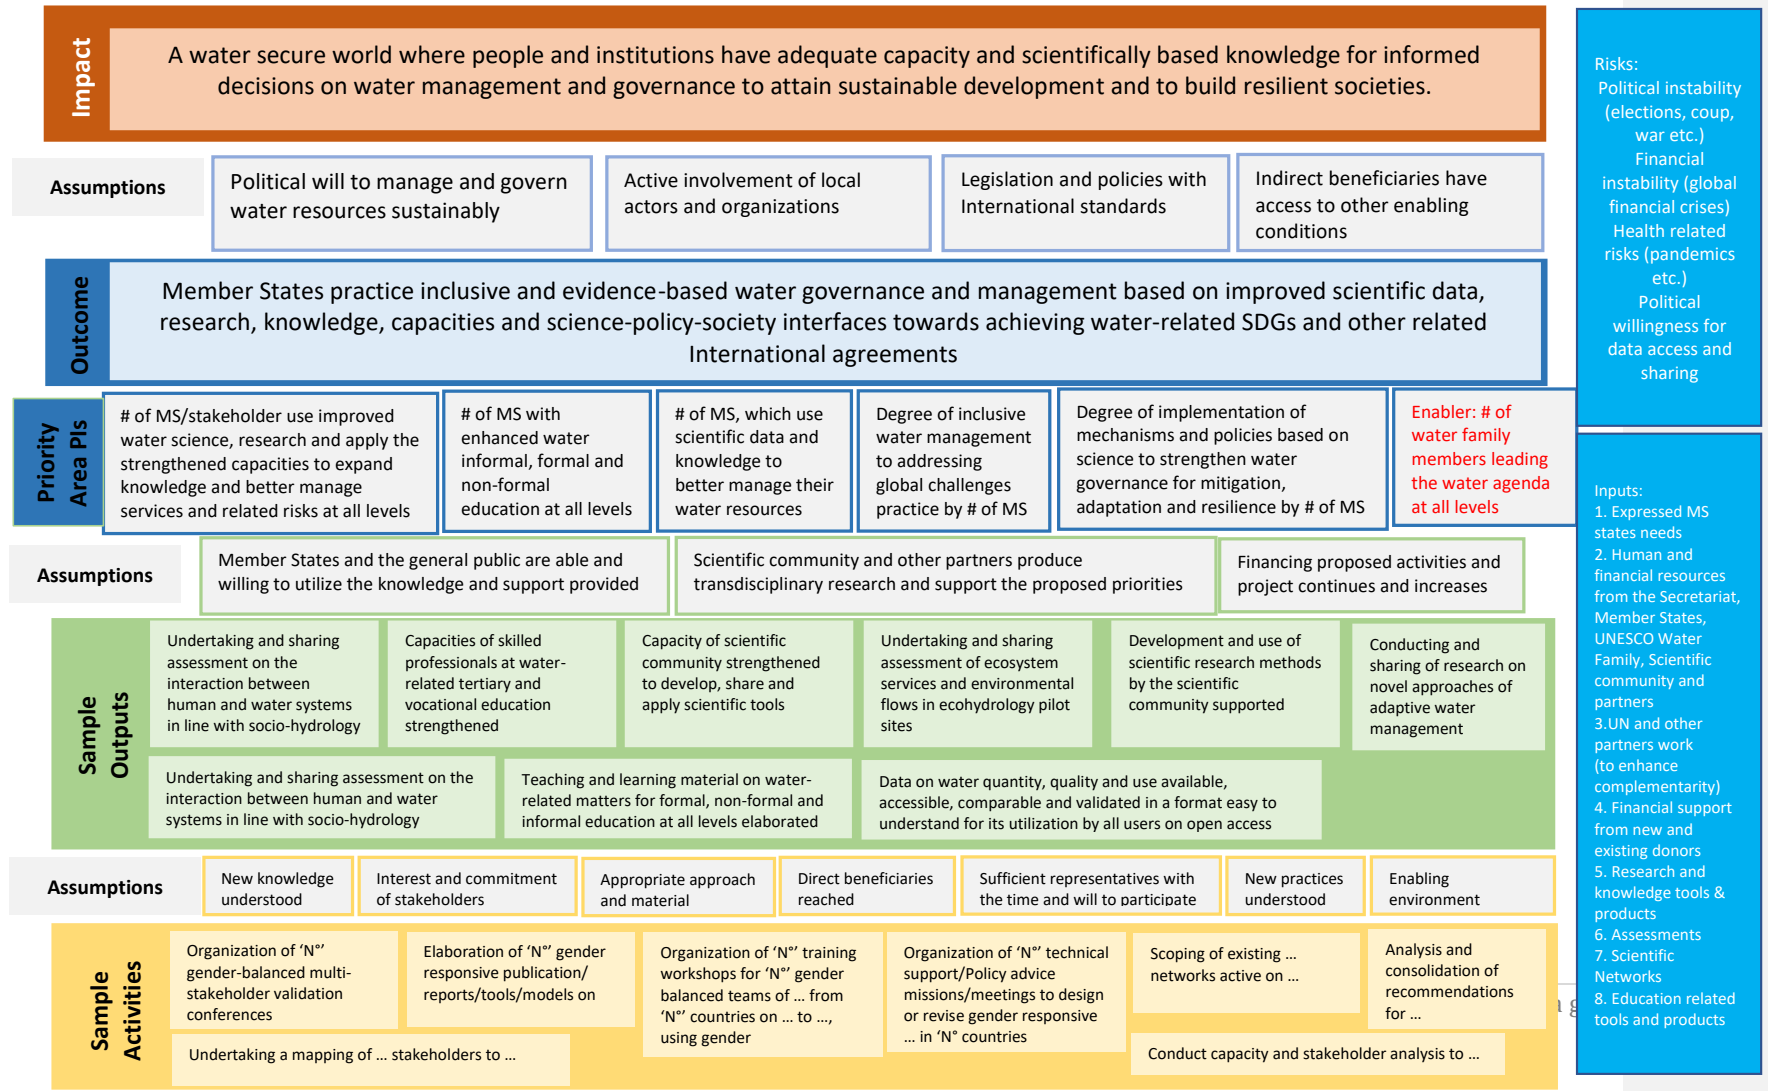 Impact
A water secure world where people and institutions have adequate capacity and scientifically based knowledge for informed
decisions on water management and governance to attain sustainable development and to build resilient societies.
Assumptions
Political will to manage and govern
water resources sustainably
Active involvement of local
actors and organizations
Legislation and policies with
International standards
Indirect beneficiaries have
access to other enabling
conditions
Outcome
Member States practice inclusive and evidence-based water governance and management based on improved scientific data,
research, knowledge, capacities and science-policy-society interfaces towards achieving water-related SDGs and other related
International agreements
Priority
Area PIs
# of MS/stakeholder use improved
water science, research and apply the
strengthened capacities to expand
knowledge and better manage
services and related risks at all levels
# of MS with
enhanced water
informal, formal and
non-formal
education at all levels
# of MS, which use
scientific data and
knowledge to
better manage their
water resources
Degree of inclusive
water management
to addressing
global challenges
practice by # of MS
Degree of implementation of
mechanisms and policies based on
science to strengthen water
governance for mitigation,
adaptation and resilience by # of MS
Enabler: # of
water family
members leading
the water agenda
at all levels
Assumptions
Member States and the general public are able and
willing to utilize the knowledge and support provided
Scientific community and other partners produce
transdisciplinary research and support the proposed priorities
Financing proposed activities and
project continues and increases
Sample
Outputs
Undertaking and sharing
assessment on the
interaction between
human and water systems
in line with socio-hydrology
Capacities of skilled
professionals at water-
related tertiary and
vocational education
strengthened
Capacity of scientific
community strengthened
to develop, share and
apply scientific tools
Undertaking and sharing
assessment of ecosystem
services and environmental
flows in ecohydrology pilot
sites
Development and use of
scientific research methods
by the scientific
community supported
Conducting and
sharing of research on
novel approaches of
adaptive water
management
Undertaking and sharing assessment on the
interaction between human and water
systems in line with socio-hydrology
Teaching and learning material on water-
related matters for formal, non-formal and
informal education at all levels elaborated
Data on water quantity, quality and use available,
accessible, comparable and validated in a format easy to
understand for its utilization by all users on open access
Assumptions
New knowledge
understood
Interest and commitment
of stakeholders
Appropriate approach
and material
Direct beneficiaries
reached
Sufficient representatives with
the time and will to participate
New practices
understood
Enabling
environment
Sample
Activities
Organization of ‘N°’
gender-balanced multi-
stakeholder validation
conferences
Elaboration of ‘N°’ gender
responsive publication/
reports/tools/models on
Organization of ‘N°’ training
workshops for ‘N°’ gender
balanced teams of … from
‘N°’ countries on … to …,
using gender
Organization of ‘N°’ technical
support/Policy advice
missions/meetings to design
or revise gender responsive
… in ‘N° countries
Scoping of existing …
networks active on …
Analysis and
consolidation of
recommendations
for …
Undertaking a mapping of … stakeholders to …
Conduct capacity and stakeholder analysis to …
Risks:
Political instability
(elections, coup,
war etc.)
Financial
instability (global
financial crises)
Health related
risks (pandemics
etc.)
Political
willingness for
data access and
sharing
Inputs:
1. Expressed MS
states needs
2. Human and
financial resources
from the Secretariat,
Member States,
UNESCO Water
Family, Scientific
community and
partners
3.UN and other
partners work
(to enhance
complementarity)
4. Financial support
from new and
existing donors
5. Research and
knowledge tools &
products
6. Assessments
7. Scientific
Networks
8. Education related
tools and products